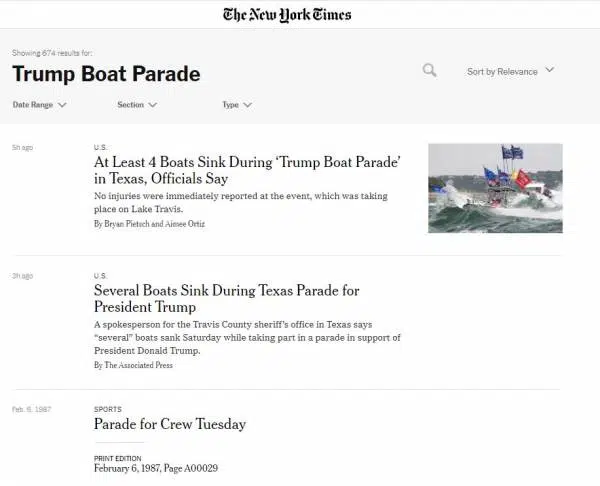 The New York Times
Showing 674 results for:
Trump Boat Parade
Sort by Relevance
Date Range
Section
Type
5h ago
U.S.
At Least 4 Boats Sink During ‘Trump Boat Parade’
in Texas, Officials Say
No injuries were immediately reported at the event, which was taking
place on Lake Travis.
By Bryan Pietsch and Aimee Ortiz
3h ago
U.S.
Several Boats Sink During Texas Parade for
President Trump
A spokesperson for the Travis County sheriff’s office in Texas says
“several” boats sank Saturday while taking part in a parade in support of
President Donald Trump.
By The Associated Press
Feb. 6, 1987
SPORTS
Parade for Crew Tuesday
PRINT EDITION
February 6, 1987, Page A00029